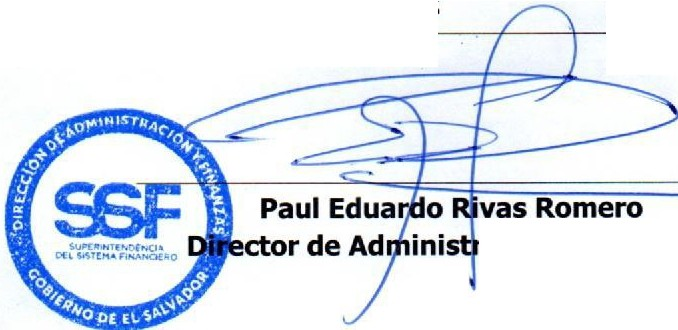 DIRECCIÓN DE ADMINISTRACIÓN Y FINANZAS
SSF
SUPERINTENDENCIA
DEL SISTEMA FINANCIERO
GOBIERNO DE EL SALVADOR
Paul Eduardo Rivas Romero
Director de Administr